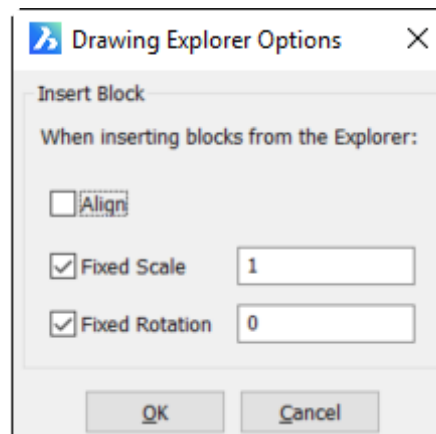 Drawing Explorer Options
Insert Block
When inserting blocks from the Explorer:
Align
Fixed Scale 1
Fixed Rotation 0
OK Cancel